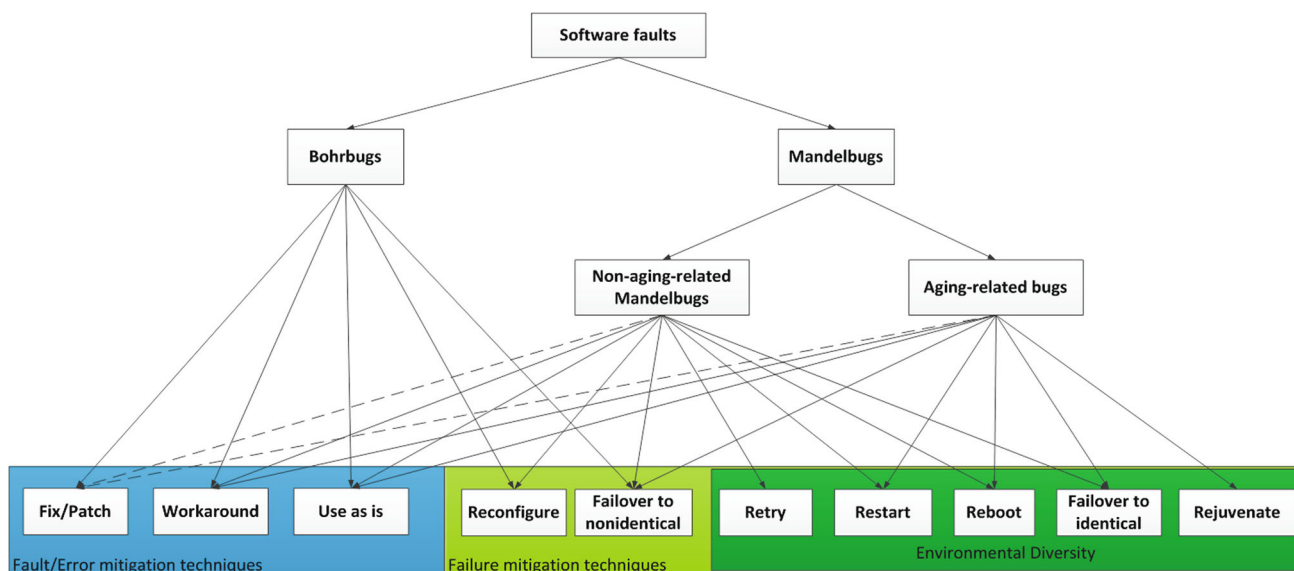 Software faults
Bohrbugs
Mandelbugs
Non-aging-related
Mandelbugs
Aging-related bugs
Fix/Patch
Workaround
Use as is
Reconfigure
Failover to
nonidentical
Retry
Restart
Reboot
Failover to
identical
Rejuvenate
Fault/Error mitigation techniques
Failure mitigation techniques
Environmental Diversity